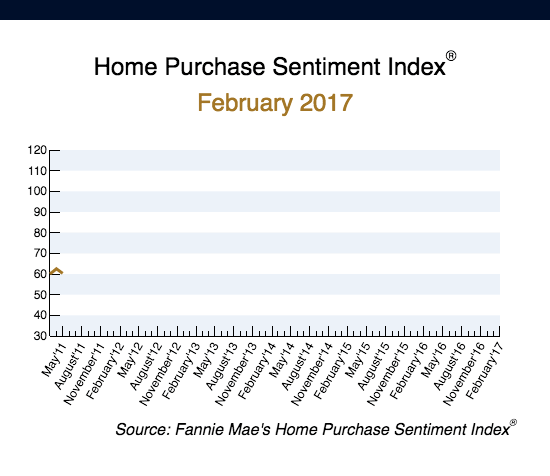 Home Purchase Sentiment Index®
February 2017
120
110
100
90
80
70
60
50
40
30
May'11
August'11
November'11
February'12
May'12
August'12
November'12
February'13
May'13
August'13
November'13
February'14
May'14
August'14
November'14
February'15
May'15
August'15
November'15
February'16
May'16
August'16
November'16
February'17
Source: Fannie Mae's Home Purchase Sentiment Index®